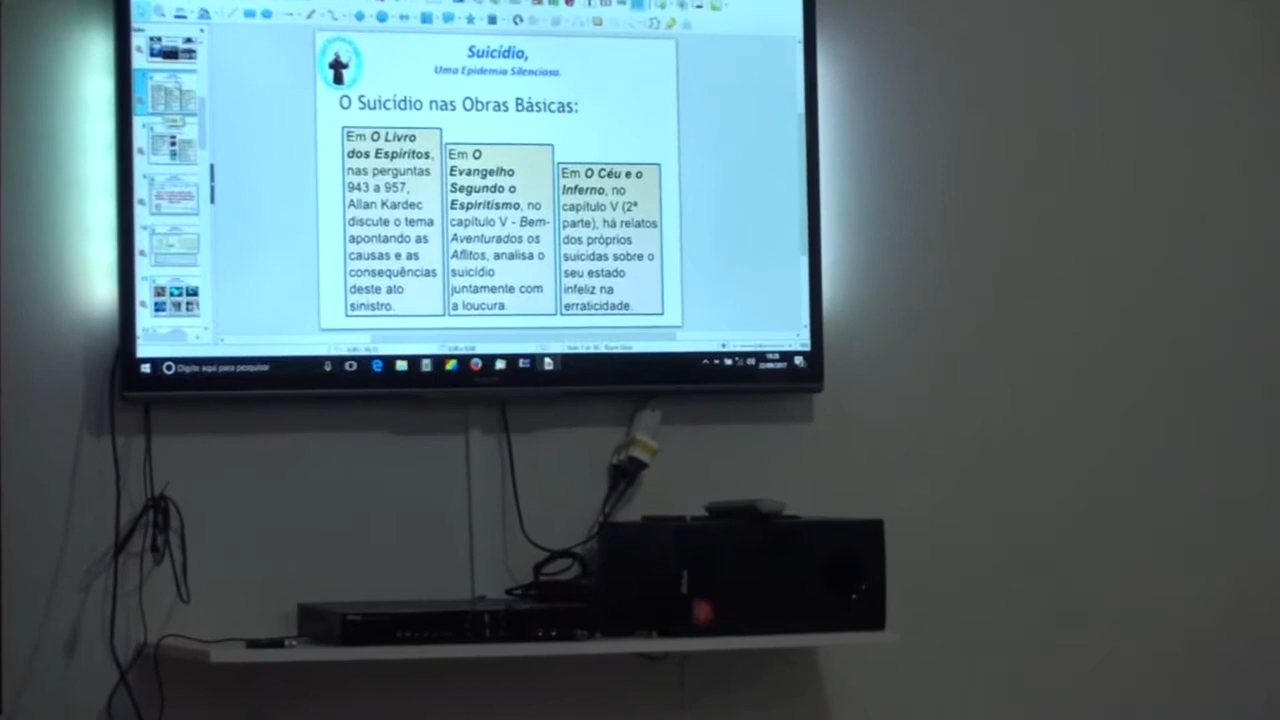 Suicídio,
Uma Epidemia Silenciosa.
O Suicídio nas Obras Básicas:
Em O Livro
dos Espíritos,
nas perguntas
943 a 957,
Allan Kardec
discute o tema
apontando as
causas e as
consequências
deste ato
sinistro.
Em O
Evangelho
Segundo o
Espiritismo, no
capítulo V - Bem-
Aventurados os
Aflitos, analisa o
suicídio
juntamente com
a loucura.
Em O Céu e o
Inferno, no
capítulo V (2ª
parte), há relatos
dos próprios
suicidas sobre o
seu estado
infeliz na
erraticidade.
Digite aqui para pesquisar